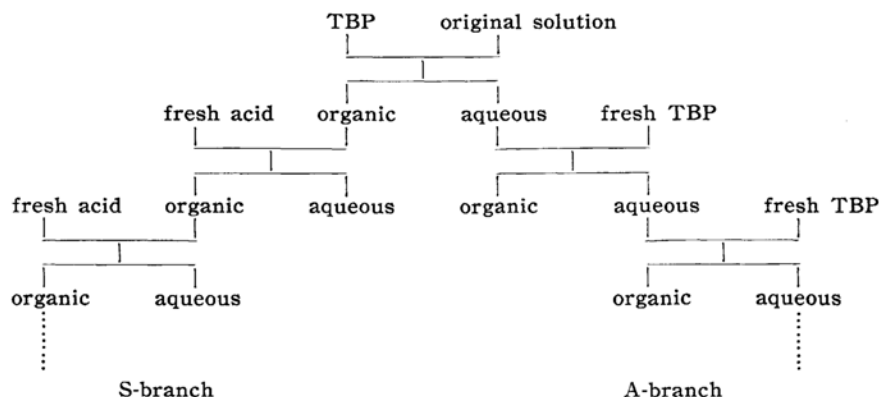 TBP original solution
fresh acid organic aqueous fresh TBP
fresh acid organic aqueous organic aqueous fresh TBP
organic aqueous organic aqueous
S-branch A-branch